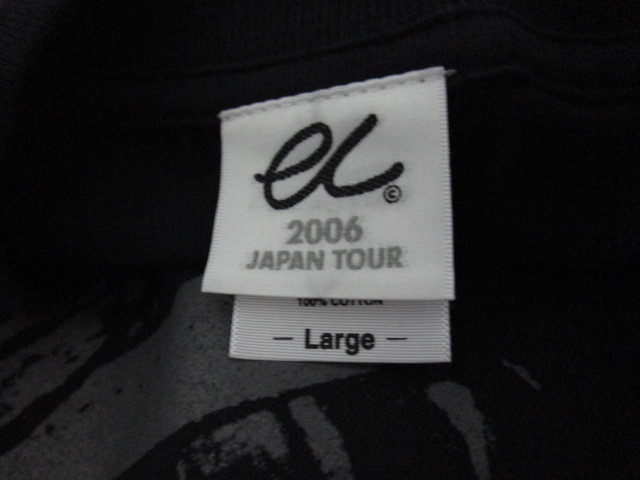 ec ©
2006
JAPAN TOUR
100% COTTON
— Large —